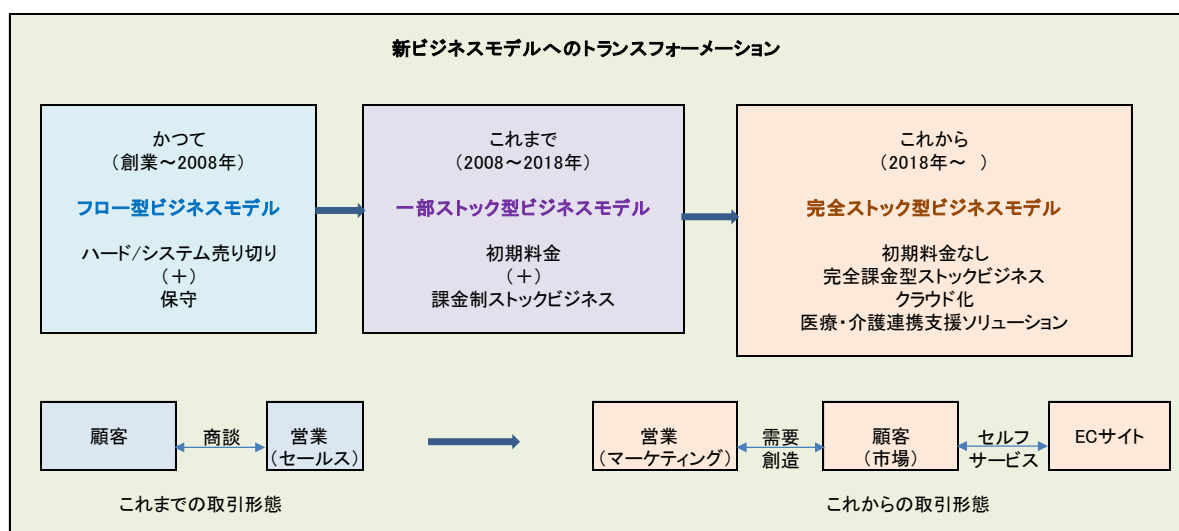 新ビジネスモデルへのトランスフォーメーション
かつて
（創業～2008年）
フロー型ビジネスモデル
ハード/システム売り切り
（＋）
保守
これまで
（2008～2018年）
一部ストック型ビジネスモデル
初期料金
（＋）
課金制ストックビジネス
これから
（2018年～　）
完全ストック型ビジネスモデル
初期料金なし
完全課金型ストックビジネス
クラウド化
医療・介護連携支援ソリューション
顧客
商談
営業
（セールス）
これまでの取引形態
営業
（マーケティング）
需要
創造
顧客
（市場）
セルフ
サービス
ECサイト
これからの取引形態